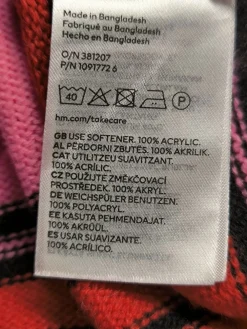 Made in Bangladesh
Fabriqué au Bangladesh
Hecho en Bangladesh
O/N 381207
P/N 1091772 6
40
P
hm.com/takecare
GB USE SOFTENER. 100% ACRYLIC.
AL PËRDORNI ZBUTËS. 100% AKRILIK.
CAT UTILITZEU SUAVITZANT.
100% ACRÍLIC.
CZ POUŽIJTE ZMĚKČOVACÍ
PROSTŘEDEK. 100% AKRYL.
DE WEICHSPÜLER BENUTZEN.
100% POLYACRYL.
EE KASUTA PEHMENDAJAT.
100% AKRÜÜL.
ES USAR SUAVIZANTE.
100% ACRÍLICO.